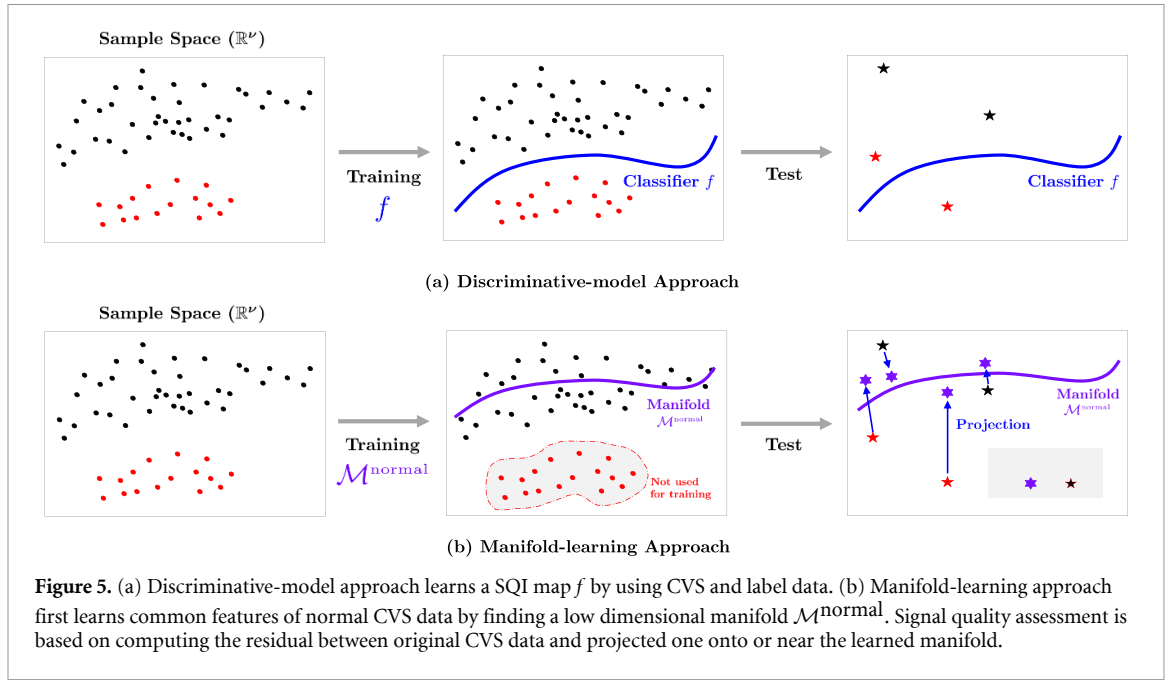 Sample Space (ℝ^ν)
Training
f
Classifier f
Test
Classifier f
(a) Discriminative-model Approach
Sample Space (ℝ^ν)
Training
ℳ^normal
Manifold
ℳ^normal
Not used
for training
Test
Manifold
ℳ^normal
Projection
(b) Manifold-learning Approach
Figure 5. (a) Discriminative-model approach learns a SQI map f by using CVS and label data. (b) Manifold-learning approach
first learns common features of normal CVS data by finding a low dimensional manifold ℳ^normal. Signal quality assessment is
based on computing the residual between original CVS data and projected one onto or near the learned manifold.